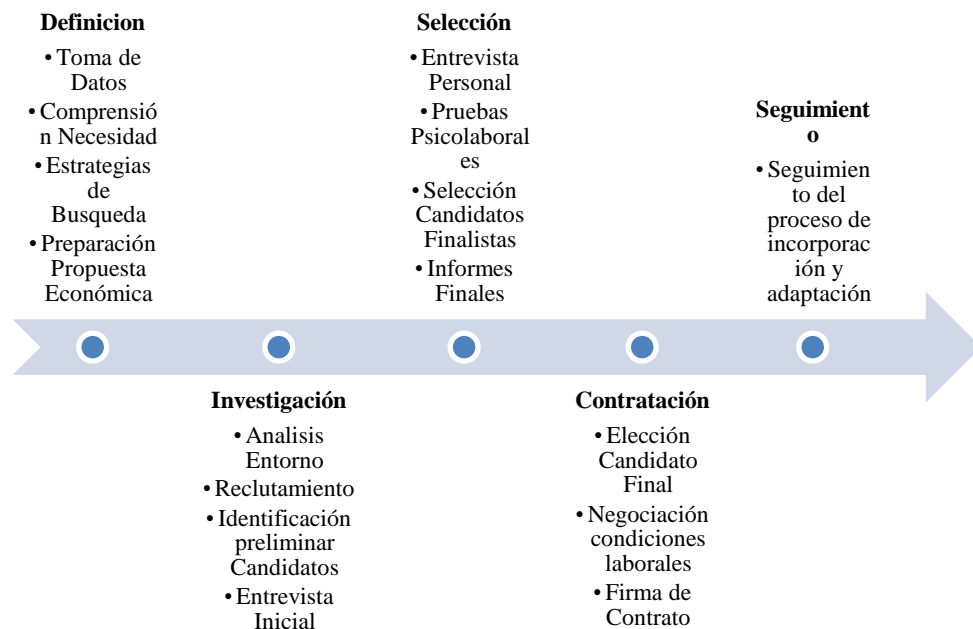 Definicion
• Toma de
Datos
• Comprensió
n Necesidad
• Estrategias
de
Busqueda
• Preparación
Propuesta
Económica
Investigación
• Analisis
Entorno
• Reclutamiento
• Identificación
preliminar
Candidatos
• Entrevista
Inicial
Selección
• Entrevista
Personal
• Pruebas
Psicolaboral
es
• Selección
Candidatos
Finalistas
• Informes
Finales
Contratación
• Elección
Candidato
Final
• Negociación
condiciones
laborales
• Firma de
Contrato
Seguimient
o
• Seguimien
to del
proceso de
incorporac
ión y
adaptación